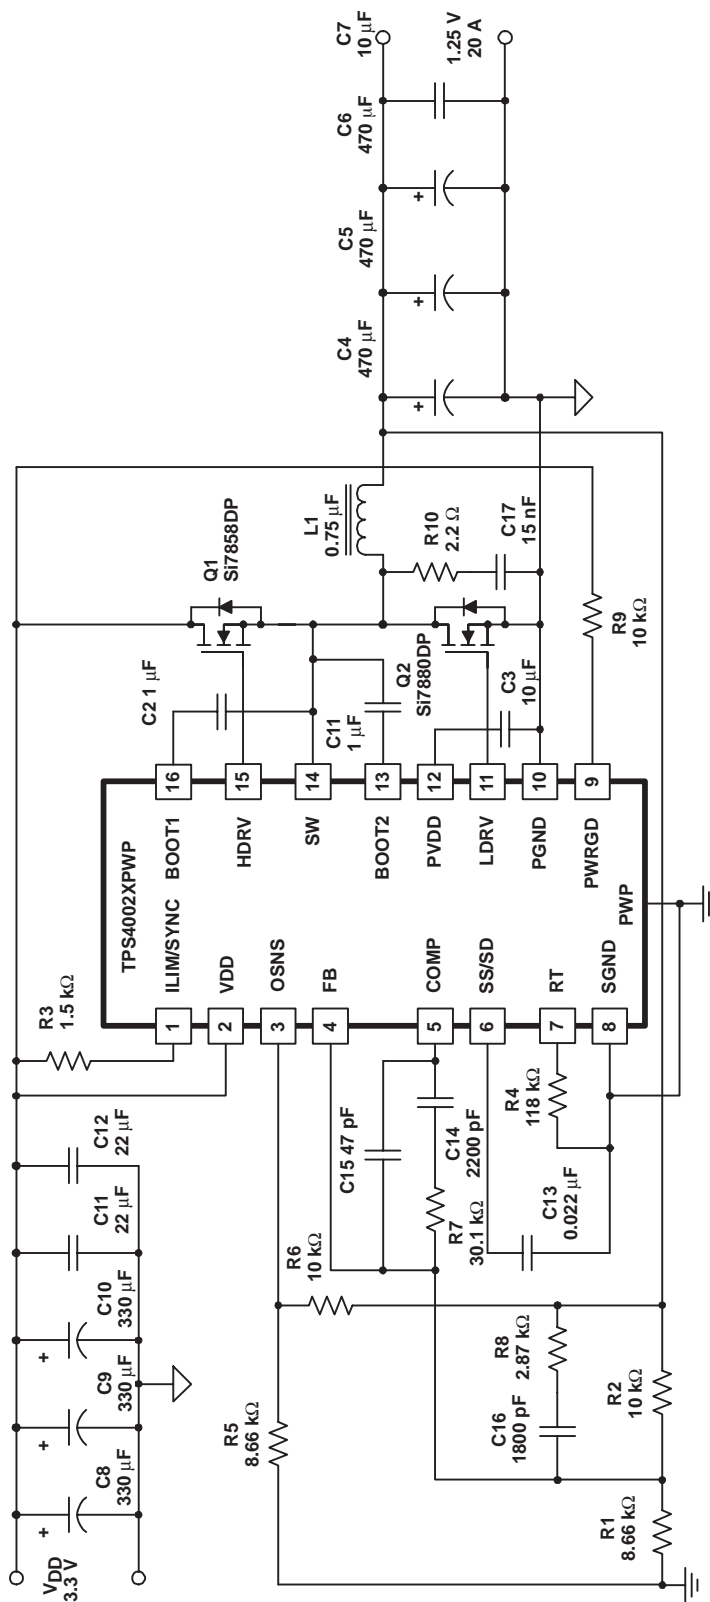 VDD
3.3 V
C8
330 µF
C9
330 µF
C10
330 µF
C11
22 µF
C12
22 µF
R3
1.5 kΩ
TPS4002XPWP
1
ILIM/SYNC
BOOT1
16
2
VDD
HDRV
15
3
OSNS
SW
14
4
FB
BOOT2
13
PVDD
12
5
COMP
LDRV
11
6
SS/SD
PGND
10
7
RT
PWRGD
9
8
SGND
PWP
C2 1 µF
Q1
Si7858DP
C11
1 µF
Q2
Si7880DP
C3
10 µF
L1
0.75 µF
R10
2.2 Ω
C17
15 nF
R9
10 kΩ
C4
470 µF
C5
470 µF
C6
470 µF
C7
10 µF
1.25 V
20 A
R5
8.66 kΩ
R6
10 kΩ
C15 47 pF
R7
30.1 kΩ
C14
2200 pF
C13
0.022 µF
R4
118 kΩ
C16
1800 pF
R8
2.87 kΩ
R1
8.66 kΩ
R2
10 kΩ
+
+
+
+
+
+